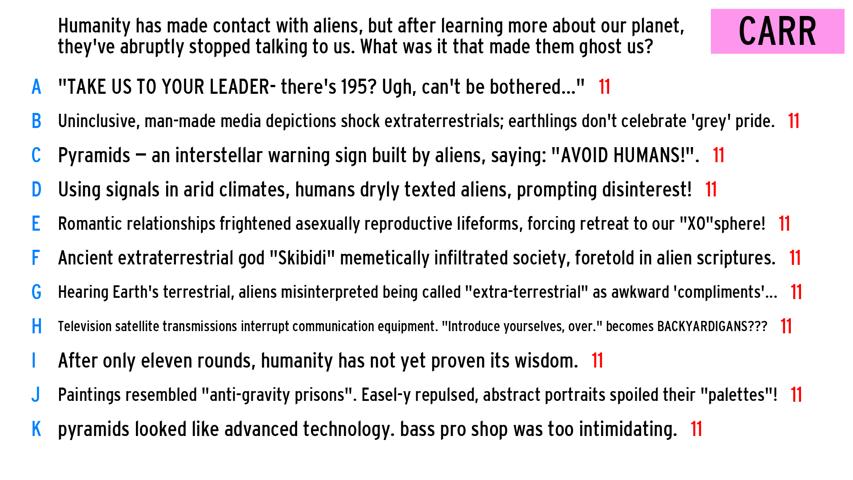 Humanity has made contact with aliens, but after learning more about our planet,
they've abruptly stopped talking to us. What was it that made them ghost us?
CARR
A "TAKE US TO YOUR LEADER- there's 195? Ugh, can't be bothered..." 11
B Uninclusive, man-made media depictions shock extraterrestrials; earthlings don't celebrate 'grey' pride. 11
C Pyramids – an interstellar warning sign built by aliens, saying: "AVOID HUMANS!". 11
D Using signals in arid climates, humans dryly texted aliens, prompting disinterest! 11
E Romantic relationships frightened asexually reproductive lifeforms, forcing retreat to our "XO"sphere! 11
F Ancient extraterrestrial god "Skibidi" memetically infiltrated society, foretold in alien scriptures. 11
G Hearing Earth's terrestrial, aliens misinterpreted being called "extra-terrestrial" as awkward 'compliments'... 11
H Television satellite transmissions interrupt communication equipment. "Introduce yourselves, over." becomes BACKYARDIGANS??? 11
I After only eleven rounds, humanity has not yet proven its wisdom. 11
J Paintings resembled "anti-gravity prisons". Easel-y repulsed, abstract portraits spoiled their "palettes"! 11
K pyramids looked like advanced technology. bass pro shop was too intimidating. 11